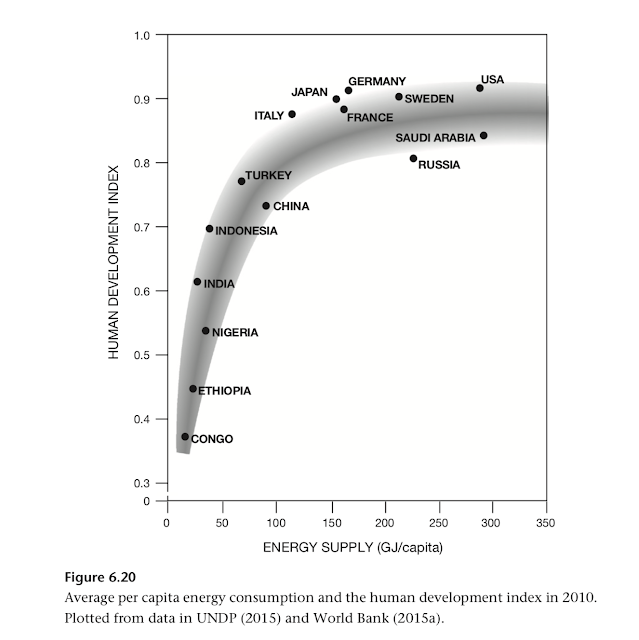 1.0
GERMANY
USA
JAPAN
0.9
SWEDEN
ITALY
FRANCE
SAUDI ARABIA
0.8
RUSSIA
TURKEY
CHINA
0.7
INDONESIA
HUMAN DEVELOPMENT INDEX
0.6
INDIA
NIGERIA
0.5
ETHIOPIA
0.4
CONGO
0.3
0
0 50 100 150 200 250 300 350
ENERGY SUPPLY (GJ/capita)
Figure 6.20
Average per capita energy consumption and the human development index in 2010.
Plotted from data in UNDP (2015) and World Bank (2015a).